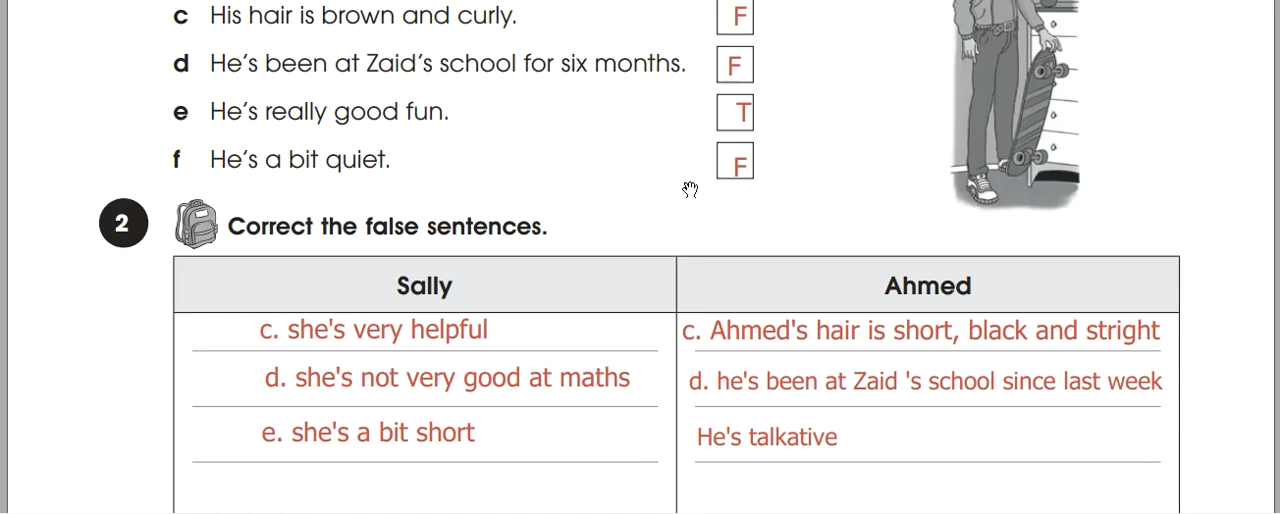 c His hair is brown and curly. F
d He's been at Zaid's school for six months. F
e He's really good fun. T
f He's a bit quiet. F
2 Correct the false sentences.
Sally Ahmed
c. she's very helpful c. Ahmed's hair is short, black and stright
d. she's not very good at maths d. he's been at Zaid 's school since last week
e. she's a bit short He's talkative